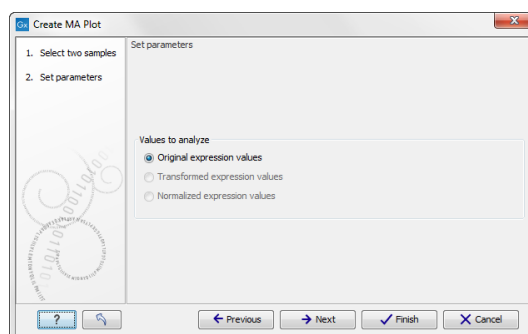 Gx Create MA Plot
X
1. Select two samples
2. Set parameters
Set parameters
Values to analyze
Original expression values
Transformed expression values
Normalized expression values
? Previous Next Finish Cancel